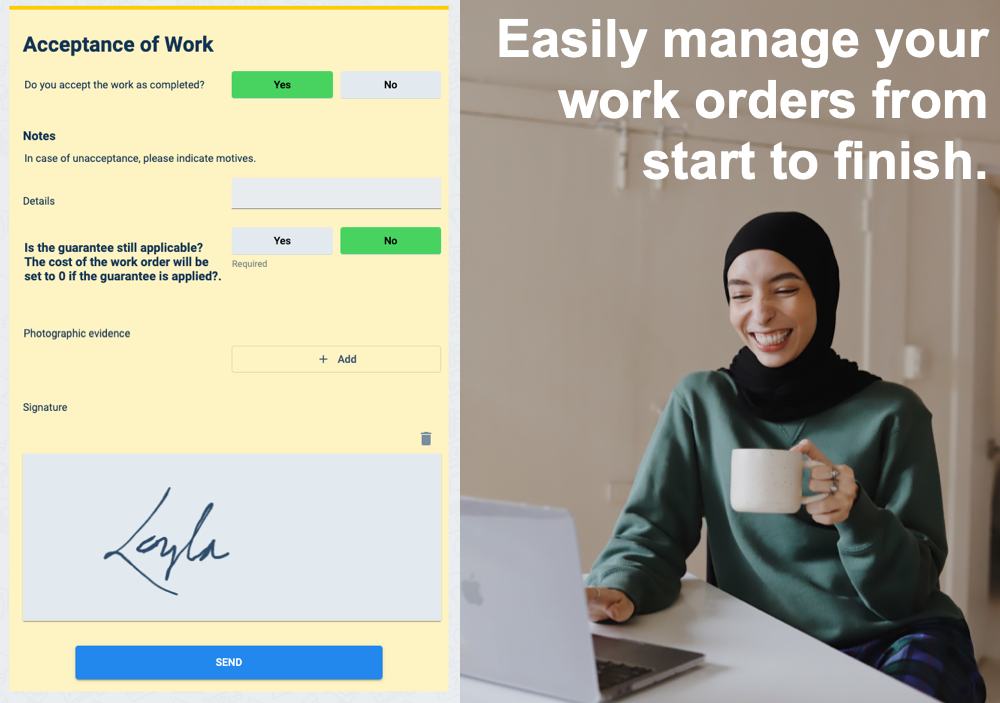 Acceptance of Work
Do you accept the work as completed?
Yes
No
Notes
In case of unacceptance, please indicate motives.
Details
Is the guarantee still applicable?
The cost of the work order will be
set to 0 if the guarantee is applied?.
Yes
No
Required
Photographic evidence
+ Add
Signature
Layla
SEND
Easily manage your
work orders from
start to finish.